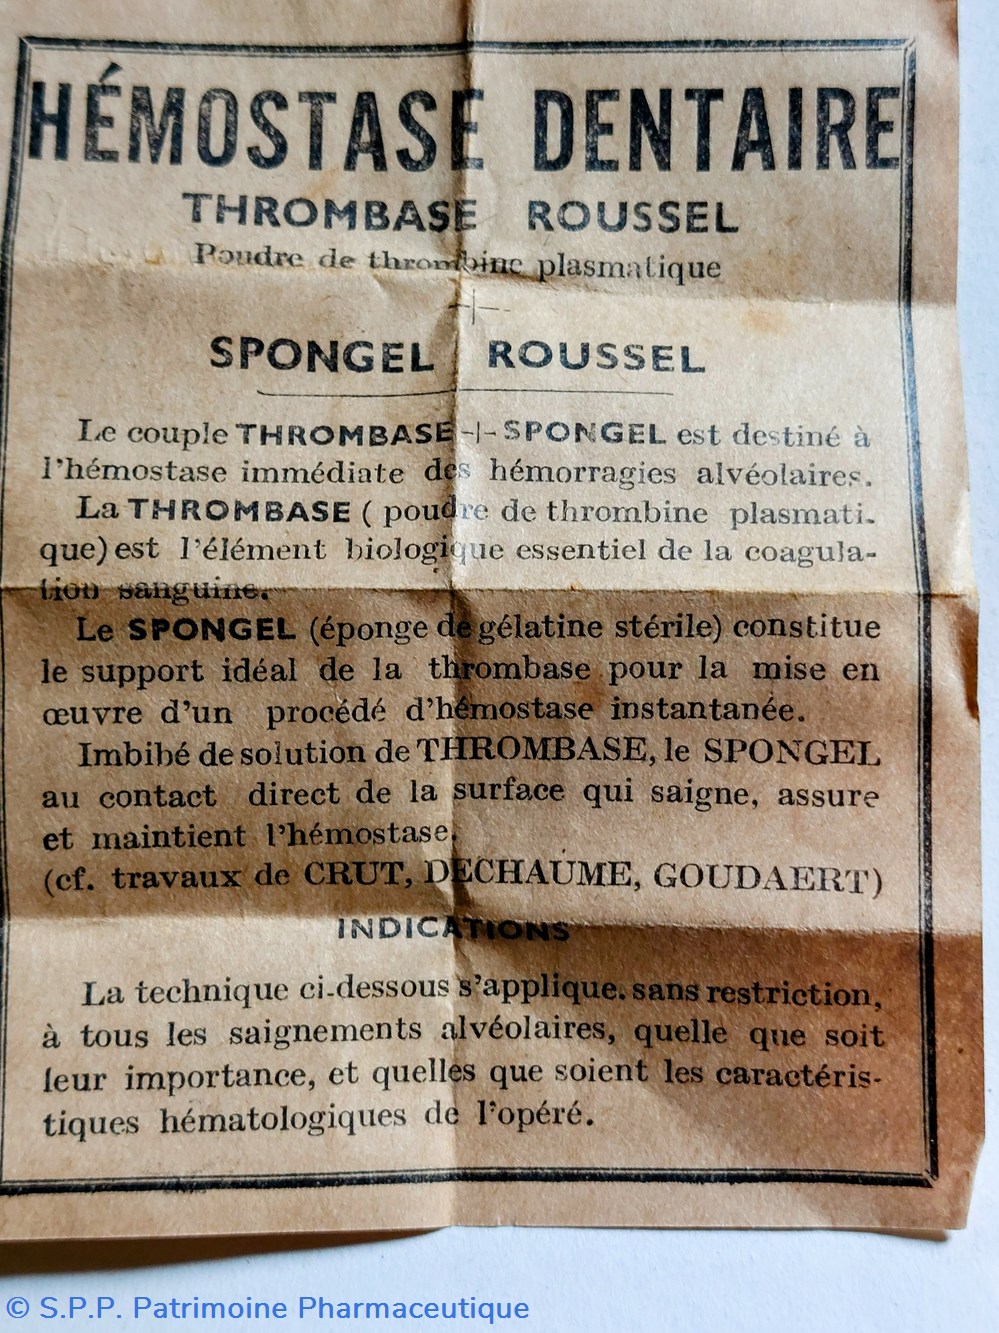 HÉMOSTASE DENTAIRE
THROMBASE ROUSSEL
Poudre de thrombine plasmatique
+
SPONGEL ROUSSEL
Le couple THROMBASE + SPONGEL est destiné à
l'hémostase immédiate des hémorragies alvéolaires.
La THROMBASE ( poudre de thrombine plasmati-
que) est l'élément biologique essentiel de la coagula-
tion sanguine.
Le SPONGEL (éponge de gélatine stérile) constitue
le support idéal de la thrombase pour la mise en
œuvre d'un procédé d'hémostase instantanée.
Imbibé de solution de THROMBASE, le SPONGEL
au contact direct de la surface qui saigne, assure
et maintient l'hémostase.
(cf. travaux de CRUT, DECHAUME, GOUDAERT)
INDICATIONS
La technique ci-dessous s'applique. sans restriction,
à tous les saignements alvéolaires, quelle que soit
leur importance, et quelles que soient les caractéris-
tiques hématologiques de l'opéré.
© S.P.P. Patrimoine Pharmaceutique